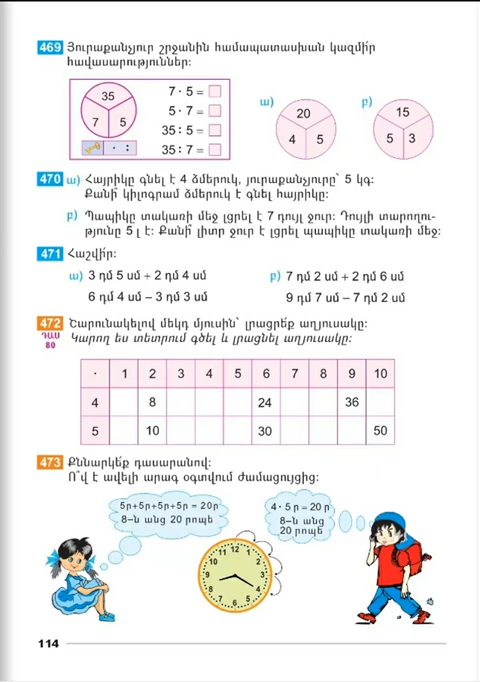 469 Յուրաքանչյուր շրջանին համապատասխան կազմի՛ր
հավասարություններ:
35
7 5
· :
7 · 5 =
5 · 7 =
35 : 5 =
35 : 7 =
ա)
20
4 5
բ)
15
5 3
470 ա) Հայրիկը գնել է 4 ձմերուկ, յուրաքանչյուրը՝ 5 կգ:
Քանի՞ կիլոգրամ ձմերուկ է գնել հայրիկը:
բ) Պապիկը տակառի մեջ լցրել է 7 դույլ ջուր: Դույլի տարողու-
թյունը 5 լ է: Քանի՞ լիտր ջուր է լցրել պապիկը տակառի մեջ:
471 Հաշվի՛ր:
ա) 3 դմ 5 սմ + 2 դմ 4 սմ
6 դմ 4 սմ – 3 դմ 3 սմ
բ) 7 դմ 2 սմ + 2 դմ 6 սմ
9 դմ 7 սմ – 7 դմ 2 սմ
472 Շարունակելով մեկդ մյուսին՝ լրացրե՛ք աղյուսակը:
ԴԱՍ
80
Կարող ես տետրում գծել և լրացնել աղյուսակը:
· 1 2 3 4 5 6 7 8 9 10
4 8 24 36
5 10 30 50
473 Քննարկե՛ք դասարանով:
Ո՞վ է ավելի արագ օգտվում ժամացույցից:
5ր+5ր+5ր+5ր = 20ր
8–ն անց 20 րոպե
4 · 5 ր = 20 ր
8–ն անց
20 րոպե
12 1 2 3 4 5 6 7 8 9 10 11
114